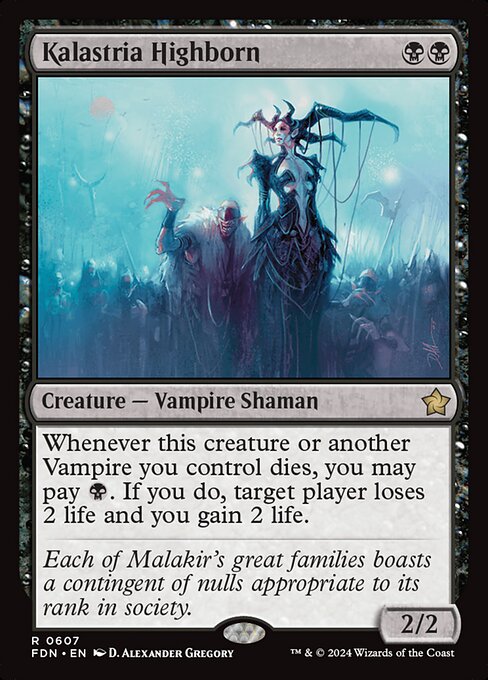 Kalastria Highborn
Creature — Vampire Shaman
Whenever this creature or another
Vampire you control dies, you may
pay . If you do, target player loses
2 life and you gain 2 life.
Each of Malakir's great families boasts
a contingent of nulls appropriate to its
rank in society.
2/2
R 0607
FDN • EN D. Alexander Gregory
™ & © 2024 Wizards of the Coast